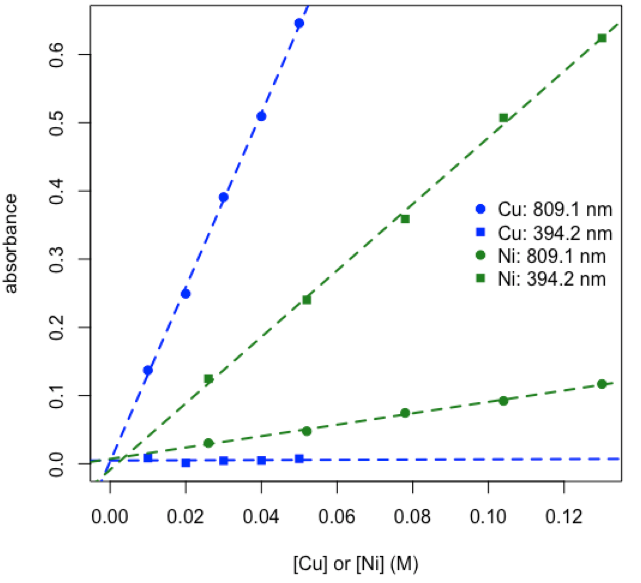 0.6
0.5
0.4
0.3
0.2
0.1
0.0
absorbance
Cu: 809.1 nm
Cu: 394.2 nm
Ni: 809.1 nm
Ni: 394.2 nm
0.00 0.02 0.04 0.06 0.08 0.10 0.12
[Cu] or [Ni] (M)